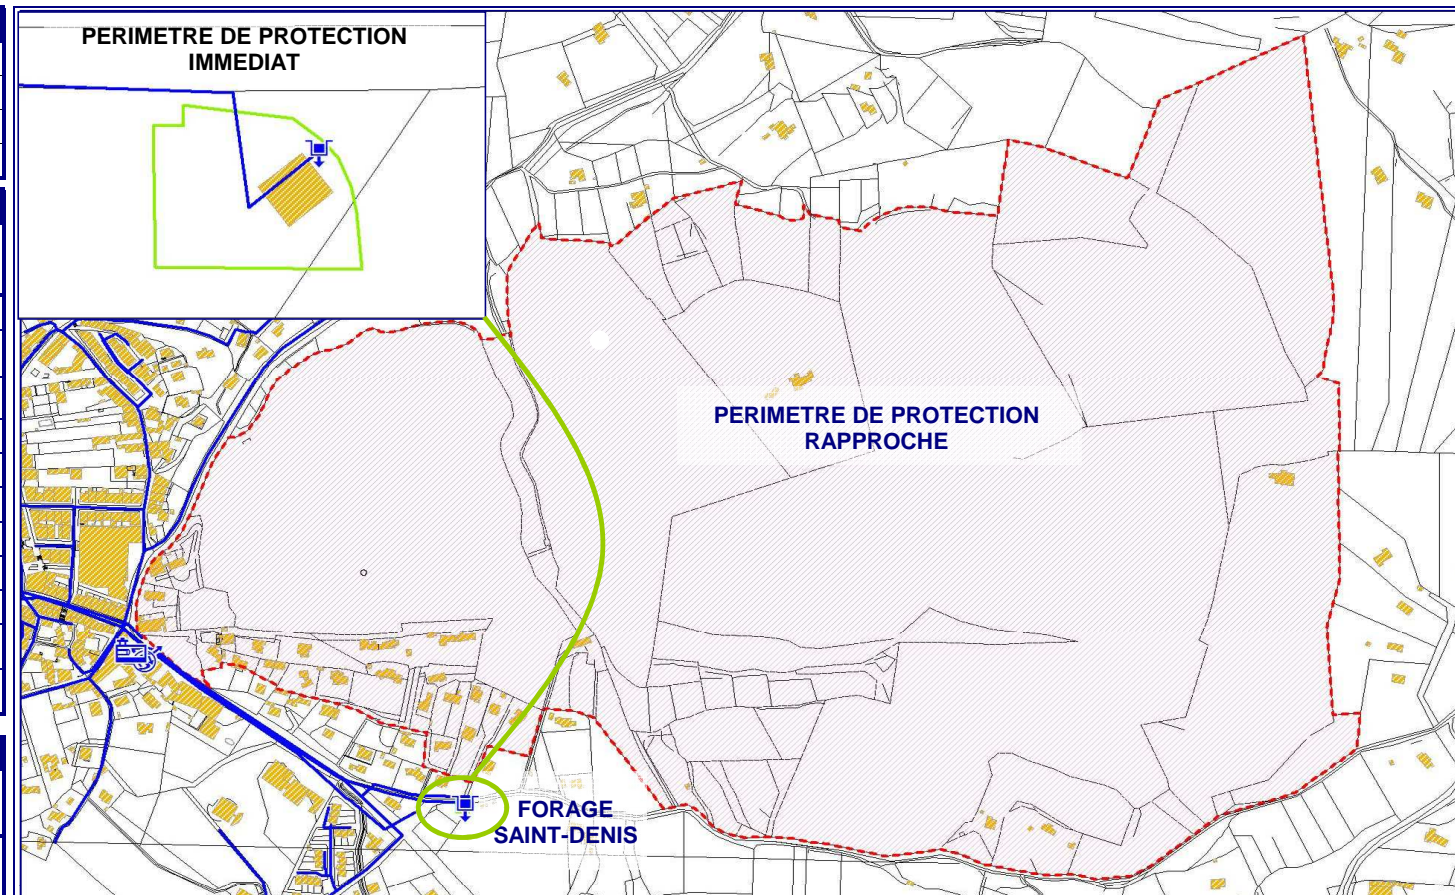 PERIMETRE DE PROTECTION
IMMEDIAT
PERIMETRE DE PROTECTION
RAPPROCHE
FORAGE
SAINT-DENIS